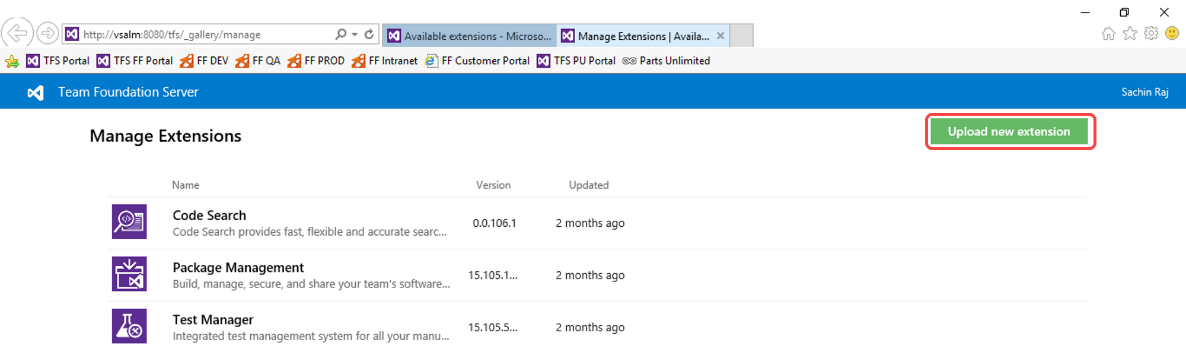 http://vsalm:8080/tfs/_gallery/manage
Available extensions - Microso...
Manage Extensions | Availa...
TFS Portal TFS FF Portal FF DEV FF QA FF PROD FF Intranet FF Customer Portal TFS PU Portal Parts Unlimited
Team Foundation Server
Sachin Raj
Manage Extensions
Upload new extension
Name Version Updated
Code Search
Code Search provides fast, flexible and accurate searc...
0.0.106.1 2 months ago
Package Management
Build, manage, secure, and share your team's software...
15.105.1... 2 months ago
Test Manager
Integrated test management system for all your manu...
15.105.5... 2 months ago